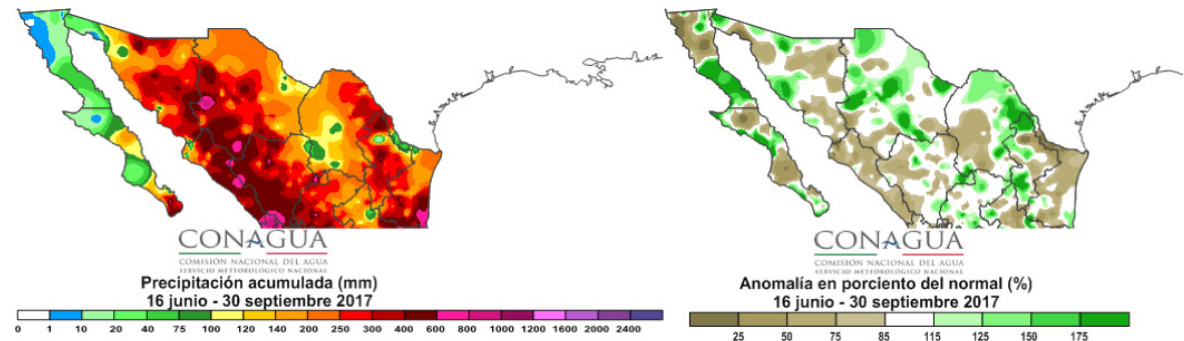 CONAGUA
COMISIÓN NACIONAL DEL AGUA
SERVICIO METEOROLÓGICO NACIONAL
Precipitación acumulada (mm)
16 junio - 30 septiembre 2017
0 1 10 20 40 75 100 120 140 200 250 300 400 600 800 1000 1200 1600 2000 2400
CONAGUA
COMISIÓN NACIONAL DEL AGUA
SERVICIO METEOROLÓGICO NACIONAL
Anomalía en porciento del normal (%)
16 junio - 30 septiembre 2017
25 50 75 85 115 125 150 175